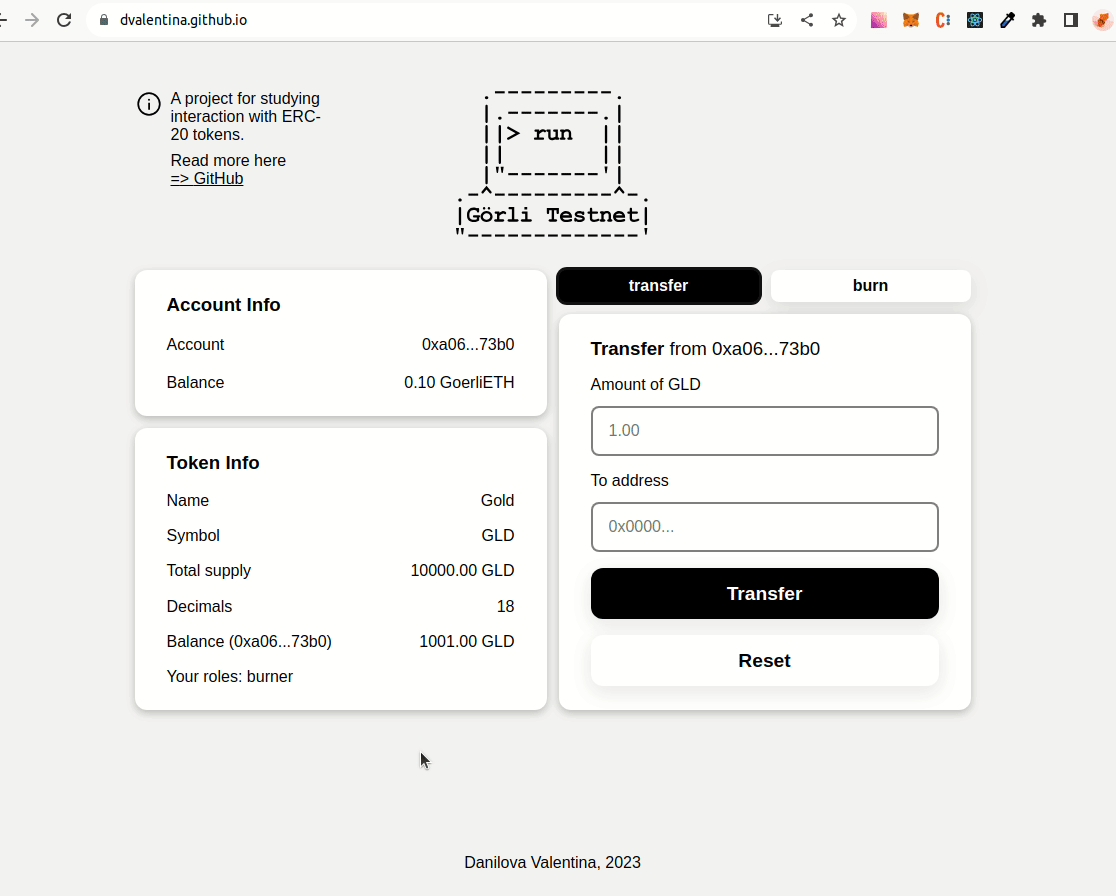 dvalentina.github.io
A project for studying
interaction with ERC-
20 tokens.
Read more here
=> GitHub
> run
Görli Testnet
Account Info
Account 0xa06...73b0
Balance 0.10 GoerliETH
Token Info
Name Gold
Symbol GLD
Total supply 10000.00 GLD
Decimals 18
Balance (0xa06...73b0) 1001.00 GLD
Your roles: burner
transfer burn
Transfer from 0xa06...73b0
Amount of GLD
1.00
To address
0x0000...
Transfer
Reset
Danilova Valentina, 2023